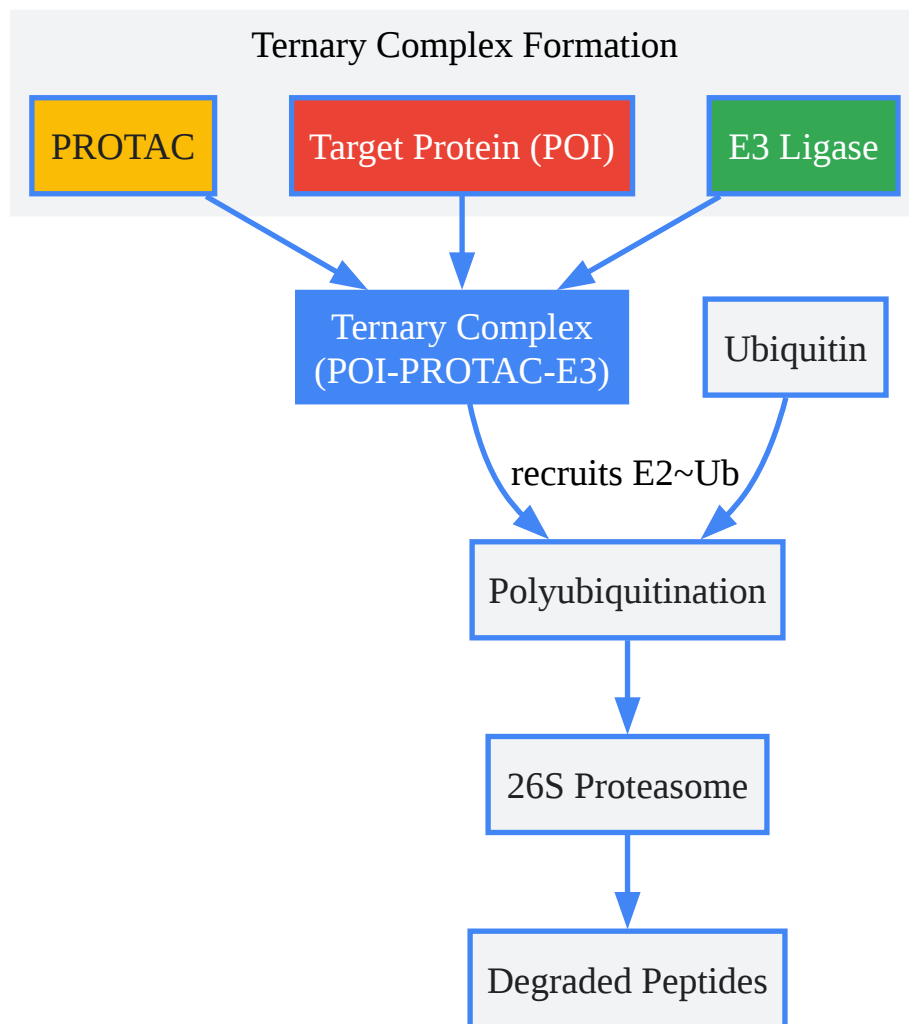 Ternary Complex Formation
PROTAC
Target Protein (POI)
E3 Ligase
Ternary Complex
(POI-PROTAC-E3)
Ubiquitin
recruits E2~Ub
Polyubiquitination
26S Proteasome
Degraded Peptides